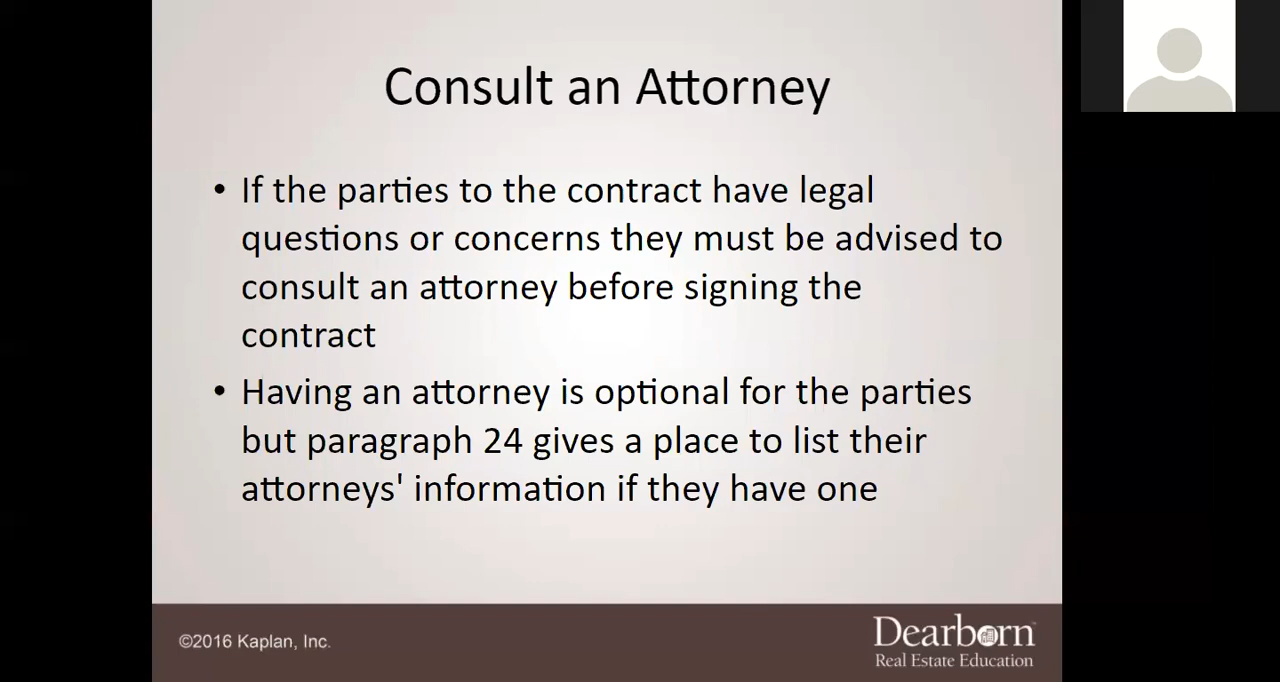 Consult an Attorney
• If the parties to the contract have legal
questions or concerns they must be advised to
consult an attorney before signing the
contract
• Having an attorney is optional for the parties
but paragraph 24 gives a place to list their
attorneys' information if they have one
©2016 Kaplan, Inc.
Dearborn
Real Estate Education